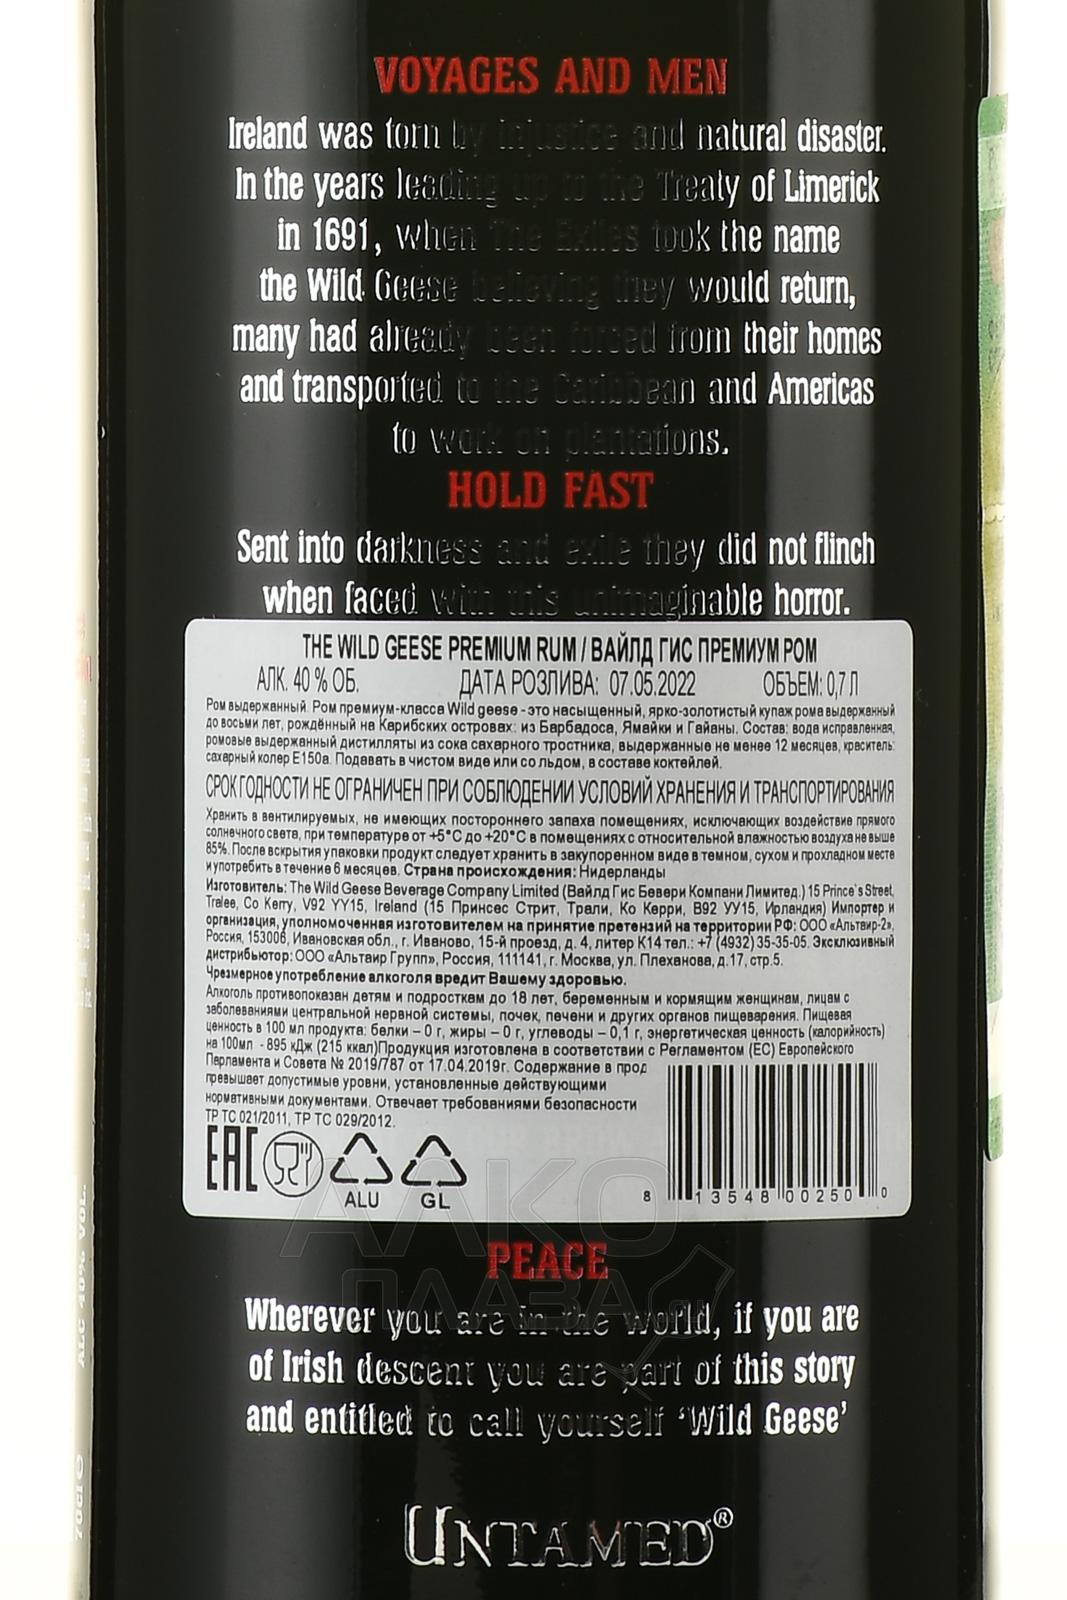 VOYAGES AND MEN
Ireland was torn by injustice and natural disaster.
In the years leading up to the Treaty of Limerick
in 1691, when The Exiles took the name
the Wild Geese believing they would return,
many had already been forced from their homes
and transported to the Caribbean and Americas
to work on plantations.
HOLD FAST
Sent into darkness and exile they did not flinch
when faced with this unimaginable horror.
THE WILD GEESE PREMIUM RUM / ВАЙЛД ГИС ПРЕМИУМ РОМ
АЛК. 40 % ОБ. ДАТА РОЗЛИВА: 07.05.2022 ОБЪЕМ: 0,7 Л
Ром выдержанный. Ром премиум-класса Wild geese - это насыщенный, ярко-золотистый купаж рома выдержанный
до восьми лет, рождённый на Карибских островах: из Барбадоса, Ямайки и Гайаны. Состав: вода исправленная,
ромовые выдержанный дистилляты из сока сахарного тростника, выдержанные не менее 12 месяцев, краситель:
сахарный колер Е150а. Подавать в чистом виде или со льдом, в составе коктейлей.
СРОК ГОДНОСТИ НЕ ОГРАНИЧЕН ПРИ СОБЛЮДЕНИИ УСЛОВИЙ ХРАНЕНИЯ И ТРАНСПОРТИРОВАНИЯ
Хранить в вентилируемых, не имеющих постороннего запаха помещениях, исключающих воздействие прямого
солнечного света, при температуре от +5°С до +20°С в помещениях с относительной влажностью воздуха не выше
85%. После вскрытия упаковки продукт следует хранить в закупоренном виде в темном, сухом и прохладном месте
и употребить в течение 6 месяцев. Страна происхождения: Нидерланды
Изготовитель: The Wild Geese Beverage Company Limited (Вайлд Гис Бевери Компани Лимитед.) 15 Prince`s Street,
Tralee, Co Kerry, V92 YY15, Ireland (15 Принсес Стрит, Трали, Ко Керри, В92 УУ15, Ирландия) Импортер и
организация, уполномоченная изготовителем на принятие претензий на территории РФ: ООО «Альтвир-2»,
Россия, 153006, Ивановская обл., г. Иваново, 15-й проезд, д. 4, литер К14 тел.: +7 (4932) 35-35-05. Эксклюзивный
дистрибьютор: ООО «Альтаир Групп», Россия, 111141, г. Москва, ул. Плеханова, д.17, стр.5.
Чрезмерное употребление алкоголя вредит Вашему здоровью.
Алкоголь противопоказан детям и подросткам до 18 лет, беременным и кормящим женщинам, лицам с
заболеваниями центральной нервной системы, почек, печени и других органов пищеварения. Пищевая
ценность в 100 мл продукта: белки – 0 г, жиры – 0 г, углеводы – 0,1 г, энергетическая ценность (калорийность)
на 100мл - 895 кДж (215 ккал)Продукция изготовлена в соответствии с Регламентом (ЕС) Европейского
Парламента и Совета № 2019/787 от 17.04.2019г. Содержание в прод
превышает допустимые уровни, установленные действующими
нормативными документами. Отвечает требованиями безопасности
ТР ТС 021/2011, ТР ТС 029/2012.
EAC
ALU GL
8 13548 00250 0
АЛКО
ПЛАЗА
PEACE
Wherever you are in the world, if you are
of Irish descent you are part of this story
and entitled to call yourself ‘Wild Geese’
UNTAMED®
ALC 40% VOL.
70cl e